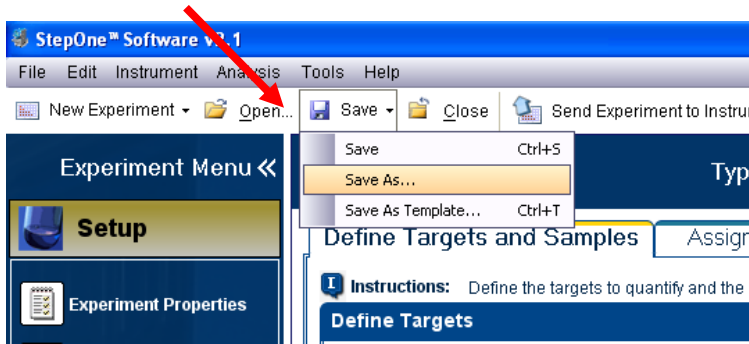 StepOne™ Software v2.1
File Edit Instrument Analysis Tools Help
New Experiment Open... Save Close Send Experiment to Instru
Save Ctrl+S
Save As...
Save As Template... Ctrl+T
Experiment Menu «
Typ
Setup
Define Targets and Samples Assign
Instructions: Define the targets to quantify and the
Experiment Properties
Define Targets